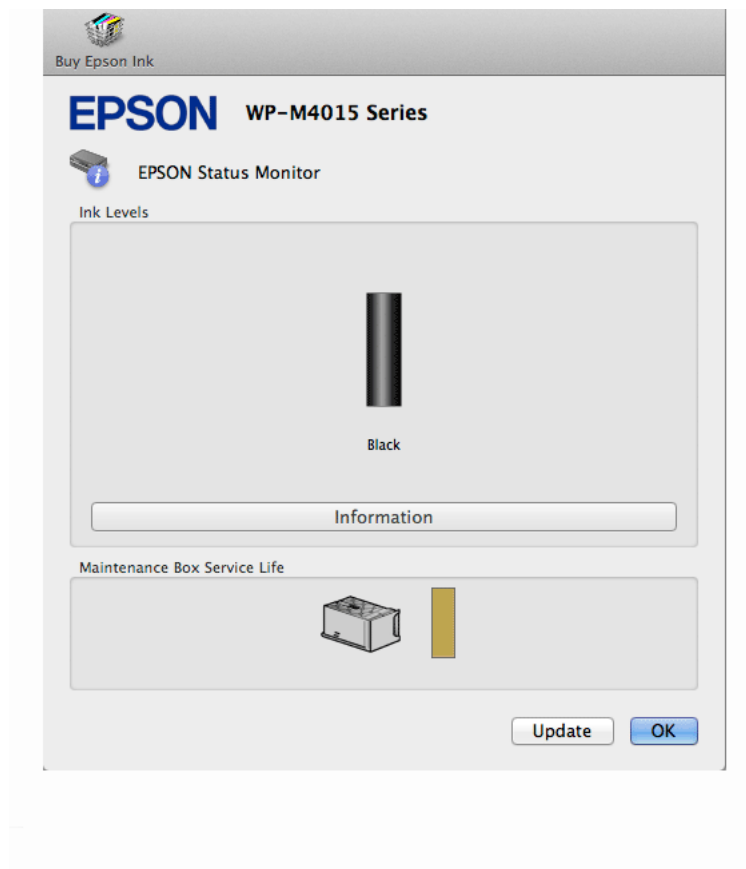 Buy Epson Ink
EPSON WP-M4015 Series
EPSON Status Monitor
Ink Levels
Black
Information
Maintenance Box Service Life
Update OK